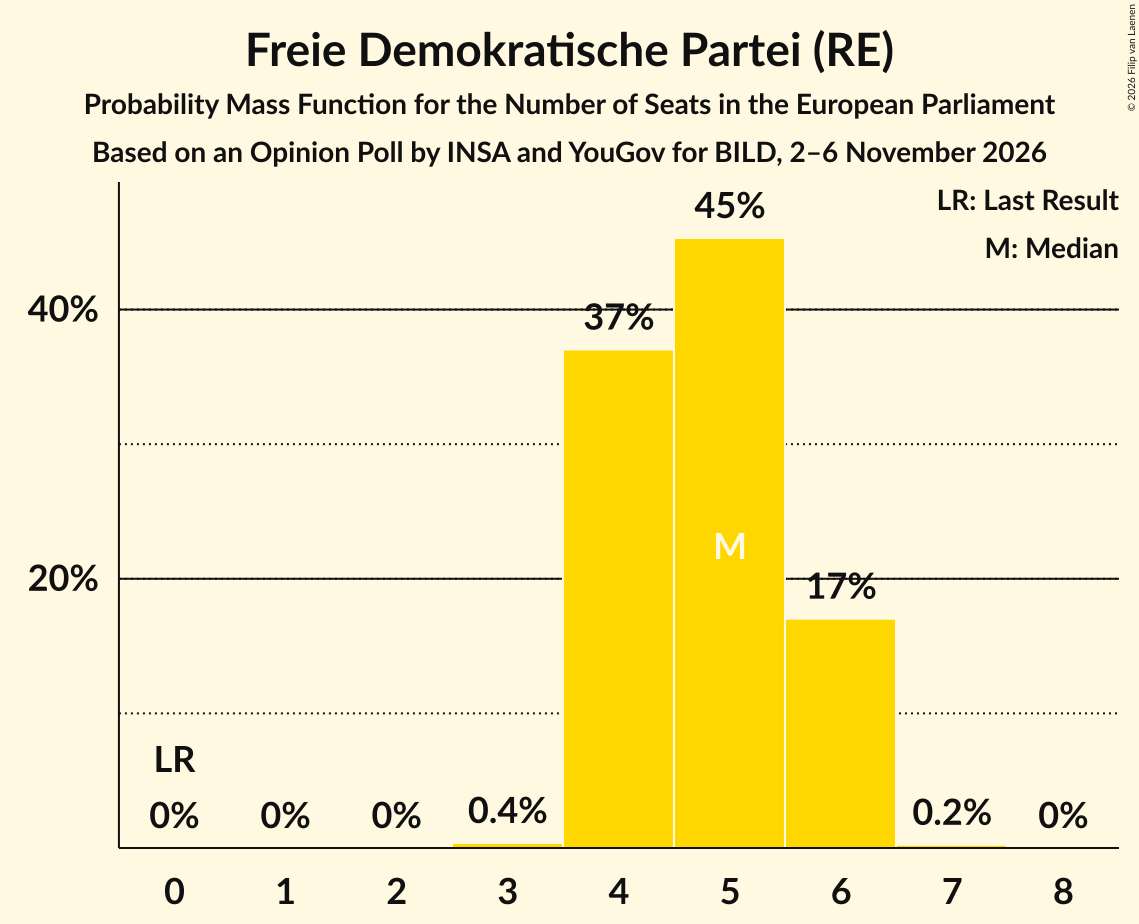 Freie Demokratische Partei (RE)
Probability Mass Function for the Number of Seats in the European Parliament
Based on an Opinion Poll by INSA and YouGov for BILD, 2–6 November 2026
© 2026 Filip van Laenen
LR: Last Result
M: Median
45%
40%
37%
M
20%
17%
LR
0%
0%
0%
0.4%
0.2%
0%
0
1
2
3
4
5
6
7
8